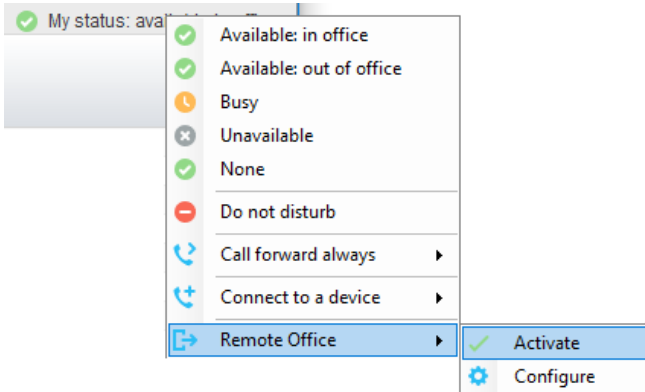 My status:
Available: in office
Available: out of office
Busy
Unavailable
None
Do not disturb
Call forward always
Connect to a device
Remote Office
Activate
Configure